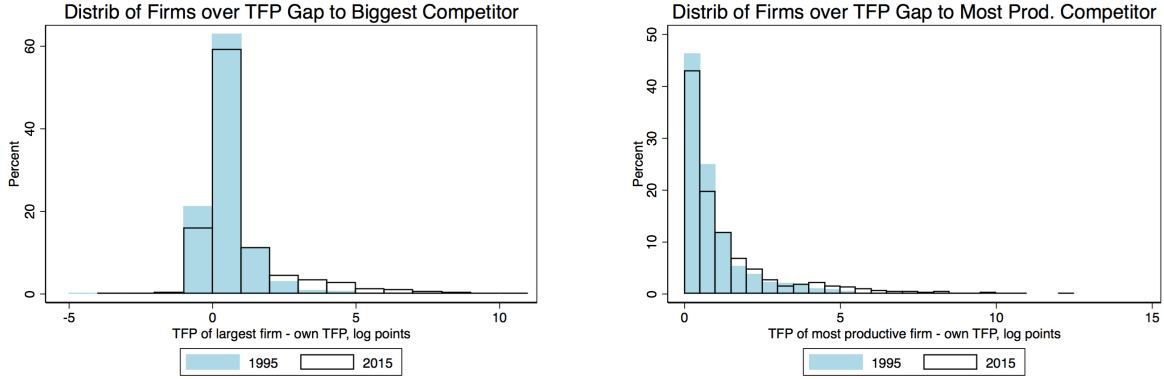 Distrib of Firms over TFP Gap to Biggest Competitor
60
40
20
0
Percent
-5 0 5 10
TFP of largest firm - own TFP, log points
1995 2015
Distrib of Firms over TFP Gap to Most Prod. Competitor
50
40
30
20
10
0
Percent
0 5 10 15
TFP of most productive firm - own TFP, log points
1995 2015